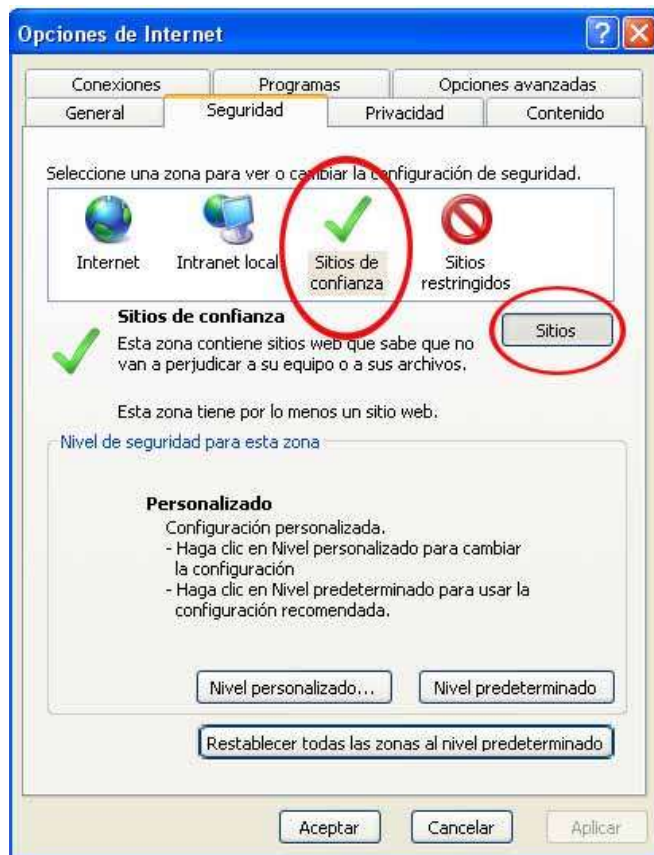 Opciones de Internet
Conexiones Programas Opciones avanzadas
General Seguridad Privacidad Contenido
Seleccione una zona para ver o cambiar la configuración de seguridad.
Internet Intranet local Sitios de confianza Sitios restringidos
Sitios de confianza
Sitios
Esta zona contiene sitios web que sabe que no
van a perjudicar a su equipo o a sus archivos.
Esta zona tiene por lo menos un sitio web.
Nivel de seguridad para esta zona
Personalizado
Configuración personalizada.
- Haga clic en Nivel personalizado para cambiar
la configuración
- Haga clic en Nivel predeterminado para usar la
configuración recomendada.
Nivel personalizado... Nivel predeterminado
Restablecer todas las zonas al nivel predeterminado
Aceptar Cancelar Aplicar